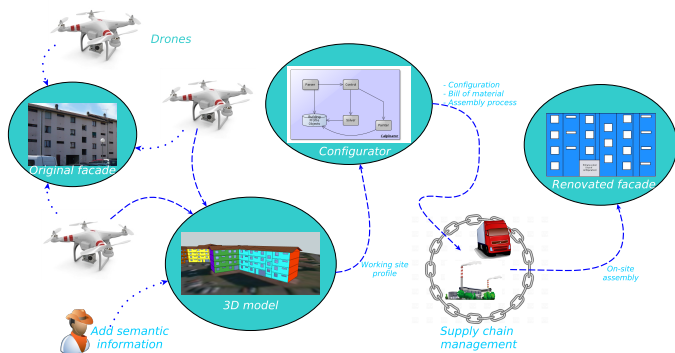 Drones
Original facade
Configurator
- Configuration
- Bill of material
- Assembly process
Renovated facade
3D model
Working site
profile
On-site
assembly
Add semantic
information
Supply chain
management